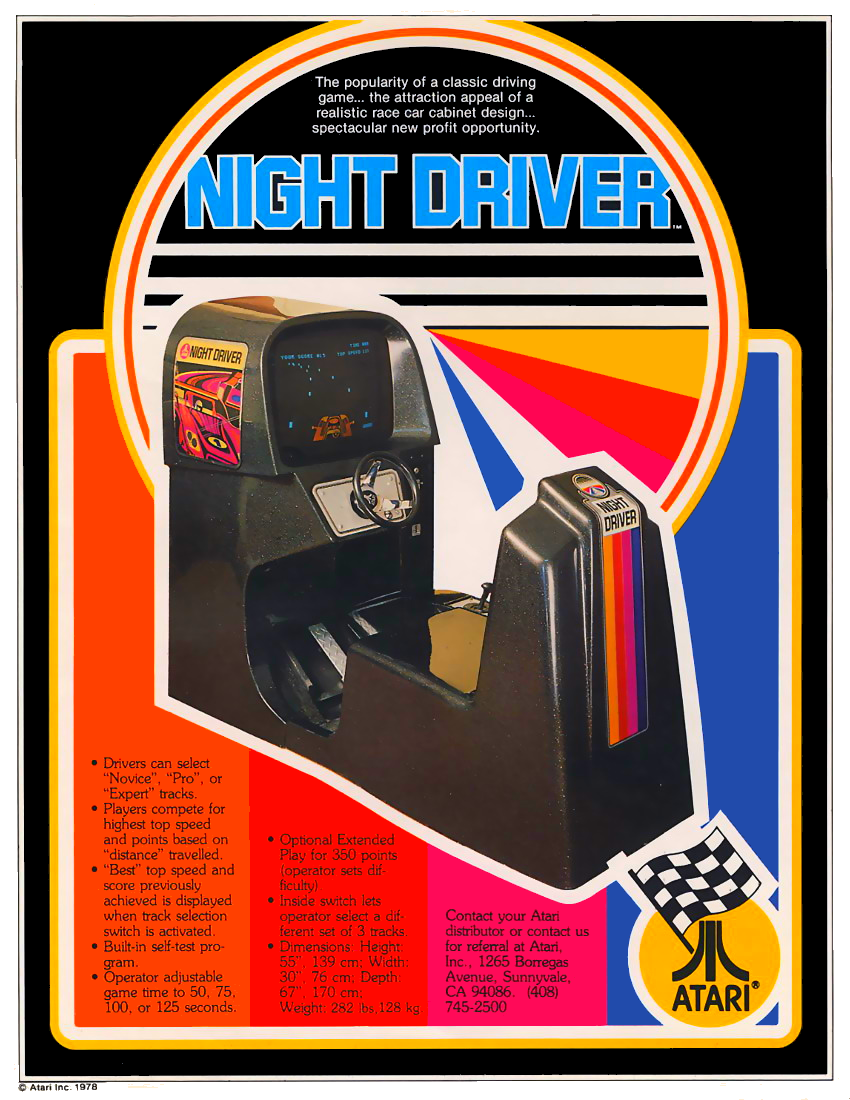 The popularity of a classic driving
game... the attraction appeal of a
realistic race car cabinet design...
spectacular new profit opportunity.
NIGHT DRIVER™
NIGHT DRIVER
TIME
YOUR SCORE
TOP SPEED
NIGHT
DRIVER
• Drivers can select
“Novice”, “Pro”, or
“Expert” tracks.
• Players compete for
highest top speed
and points based on
“distance” travelled.
• “Best” top speed and
score previously
achieved is displayed
when track selection
switch is activated.
• Built-in self-test pro-
gram.
• Operator adjustable
game time to 50, 75,
100, or 125 seconds.
• Optional Extended
Play for 350 points
(operator sets dif-
ficulty).
• Inside switch lets
operator select a dif-
ferent set of 3 tracks.
• Dimensions: Height:
55”, 139 cm; Width:
30”, 76 cm; Depth:
67”, 170 cm;
Weight: 282 lbs,128 kg
Contact your Atari
distributor or contact us
for referral at Atari,
Inc., 1265 Borregas
Avenue, Sunnyvale,
CA 94086. (408)
745-2500
ATARI®
© Atari Inc. 1978